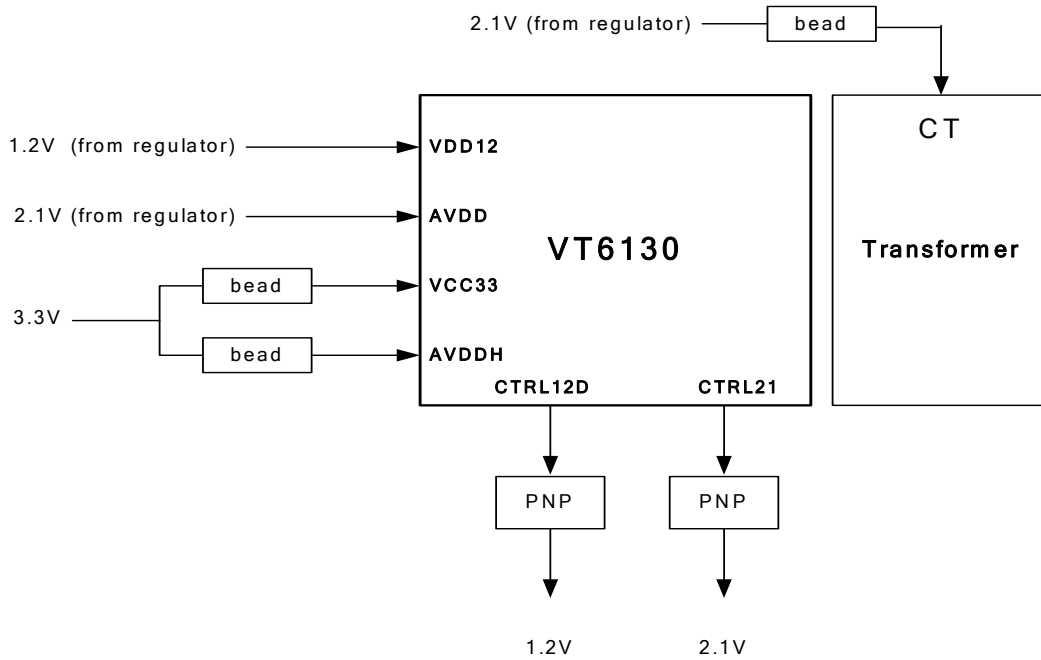 2.1V (from regulator)
bead
CT
1.2V (from regulator)
VDD12
2.1V (from regulator)
AVDD
VT6130
Transformer
bead
VCC33
3.3V
bead
AVDDH
CTRL12D
CTRL21
PNP
PNP
1.2V
2.1V